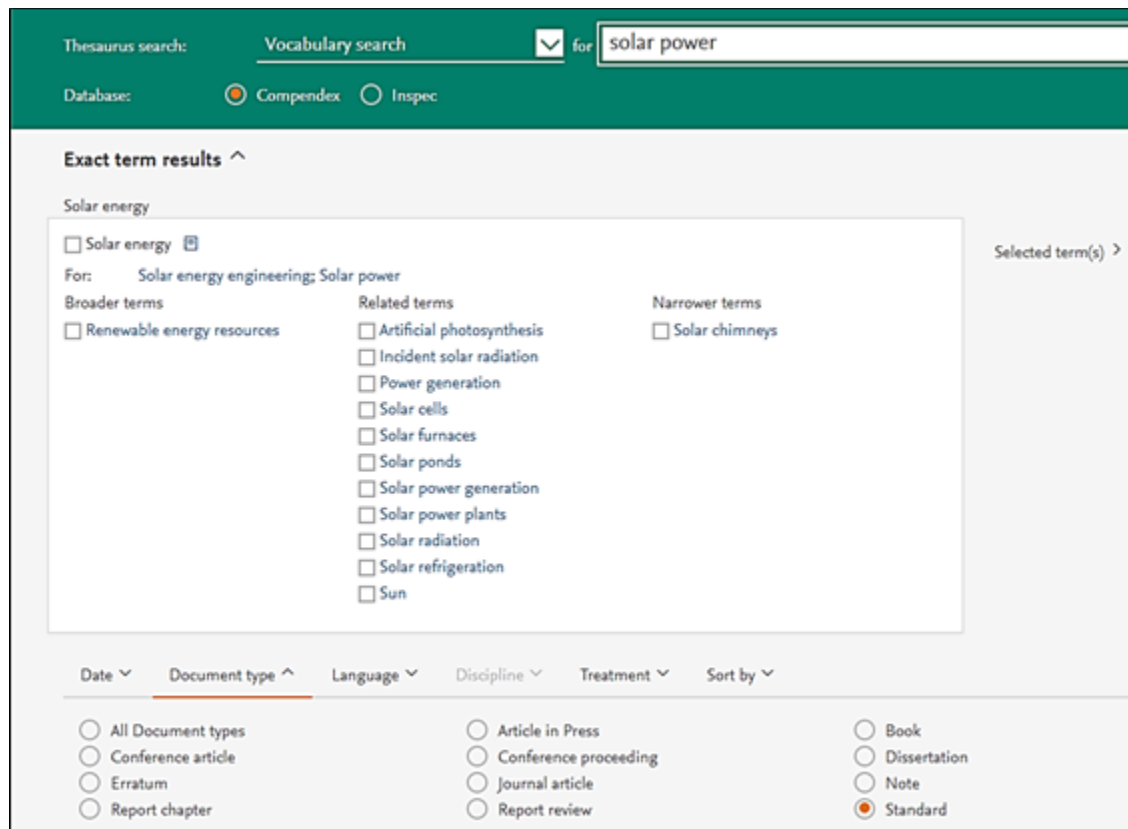 Thesaurus search: Vocabulary search for solar power
Database: Compendex Inspec
Exact term results
Solar energy
Solar energy
Selected term(s)
For: Solar energy engineering; Solar power
Broader terms Related terms Narrower terms
Renewable energy resources Artificial photosynthesis Solar chimneys
Incident solar radiation
Power generation
Solar cells
Solar furnaces
Solar ponds
Solar power generation
Solar power plants
Solar radiation
Solar refrigeration
Sun
Date Document type Language Discipline Treatment Sort by
All Document types Article in Press Book
Conference article Conference proceeding Dissertation
Erratum Journal article Note
Report chapter Report review Standard